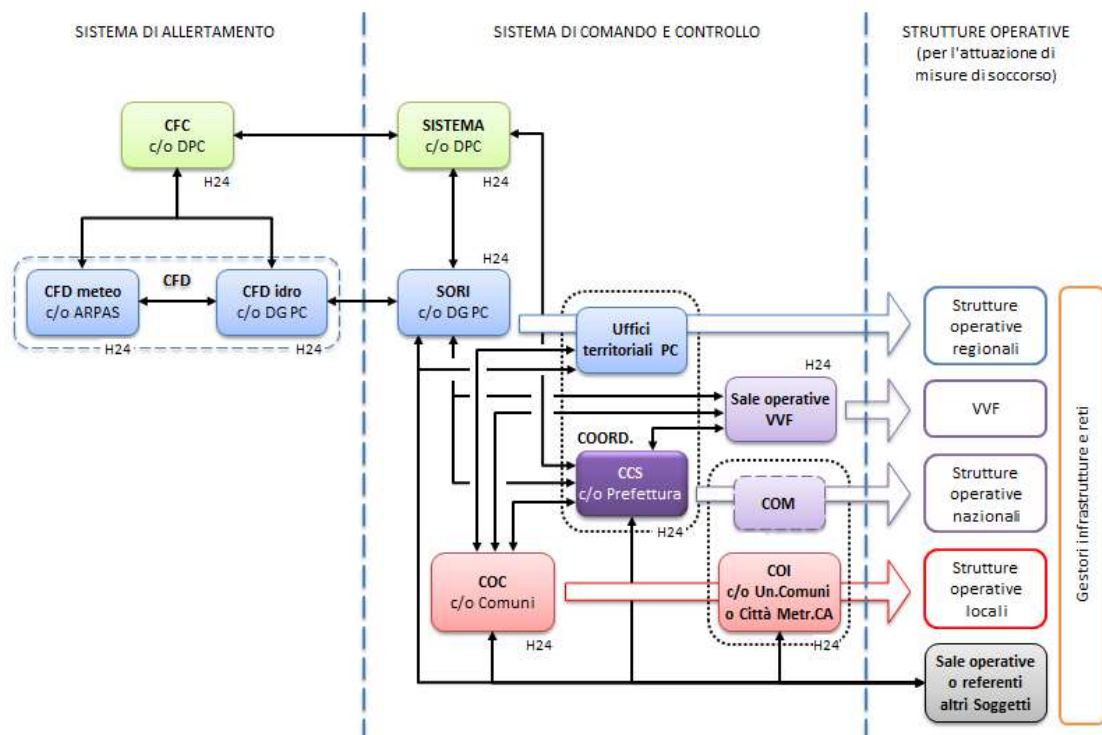 SISTEMA DI ALLERTAMENTO
SISTEMA DI COMANDO E CONTROLLO
STRUTTURE OPERATIVE
(per l'attuazione di
misure di soccorso)
CFC
c/o DPC
H24
SISTEMA
c/o DPC
H24
CFD meteo
c/o ARPAS
H24
CFD
CFD idro
c/o DG PC
H24
H24
SORI
c/o DG PC
Uffici
territoriali PC
Strutture
operative
regionali
H24
Sale operative
VVF
VVF
COORD.
CCS
c/o Prefettura
H24
COM
Strutture
operative
nazionali
COC
c/o Comuni
H24
COI
c/o Un.Comuni
o Città Metr.CA
H24
Strutture
operative
locali
Sale operative
o referenti
altri Soggetti
Gestori infrastrutture e reti